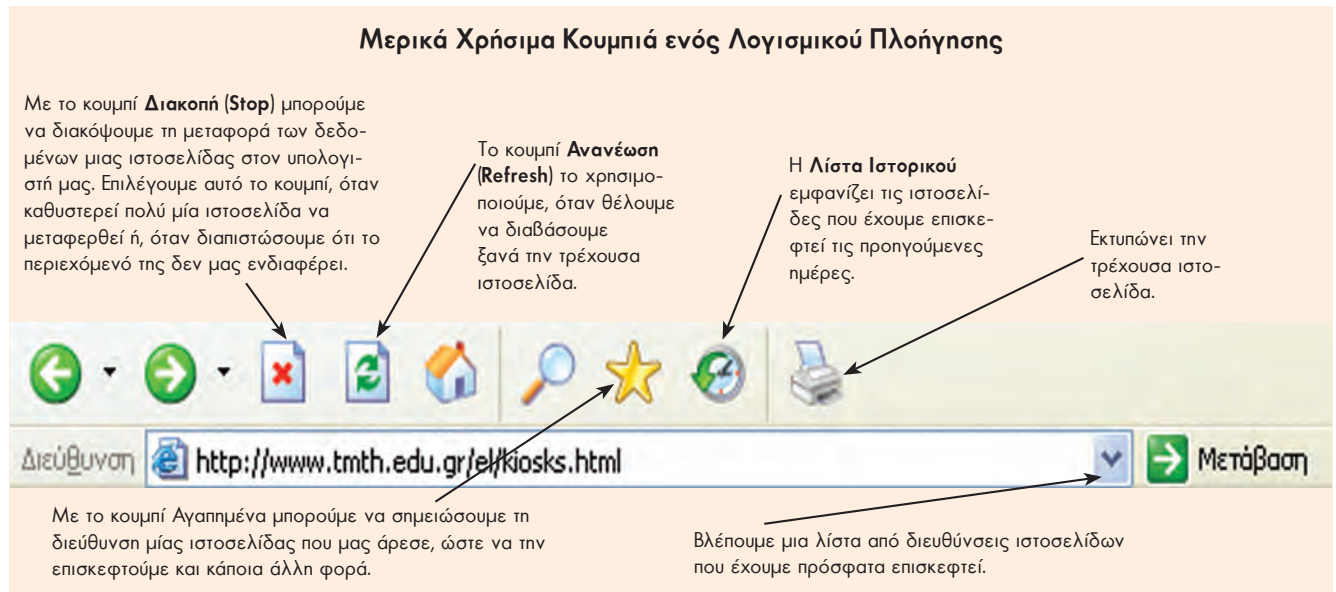 Μερικά Χρήσιμα Κουμπιά ενός Λογισμικού Πλοήγησης
Με το κουμπί Διακοπή (Stop) μπορούμε
να διακόψουμε τη μεταφορά των δεδο-
μένων μιας ιστοσελίδας στον υπολογι-
στή μας. Επιλέγουμε αυτό το κουμπί, όταν
καθυστερεί πολύ μία ιστοσελίδα να
μεταφερθεί ή, όταν διαπιστώσουμε ότι το
περιεχόμενό της δεν μας ενδιαφέρει.
Το κουμπί Ανανέωση
(Refresh) το χρησιμο-
ποιούμε, όταν θέλουμε
να διαβάσουμε
ξανά την τρέχουσα
ιστοσελίδα.
Η Λίστα Ιστορικού
εμφανίζει τις ιστοσελί-
δες που έχουμε επισκε-
φτεί τις προηγούμενες
ημέρες.
Εκτυπώνει την
τρέχουσα ιστο-
σελίδα.
Διεύθυνση http://www.tmth.edu.gr/el/kiosks.html Μετάβαση
Με το κουμπί Αγαπημένα μπορούμε να σημειώσουμε τη
διεύθυνση μίας ιστοσελίδας που μας άρεσε, ώστε να την
επισκεφτούμε και κάποια άλλη φορά.
Βλέπουμε μια λίστα από διευθύνσεις ιστοσελίδων
που έχουμε πρόσφατα επισκεφτεί.